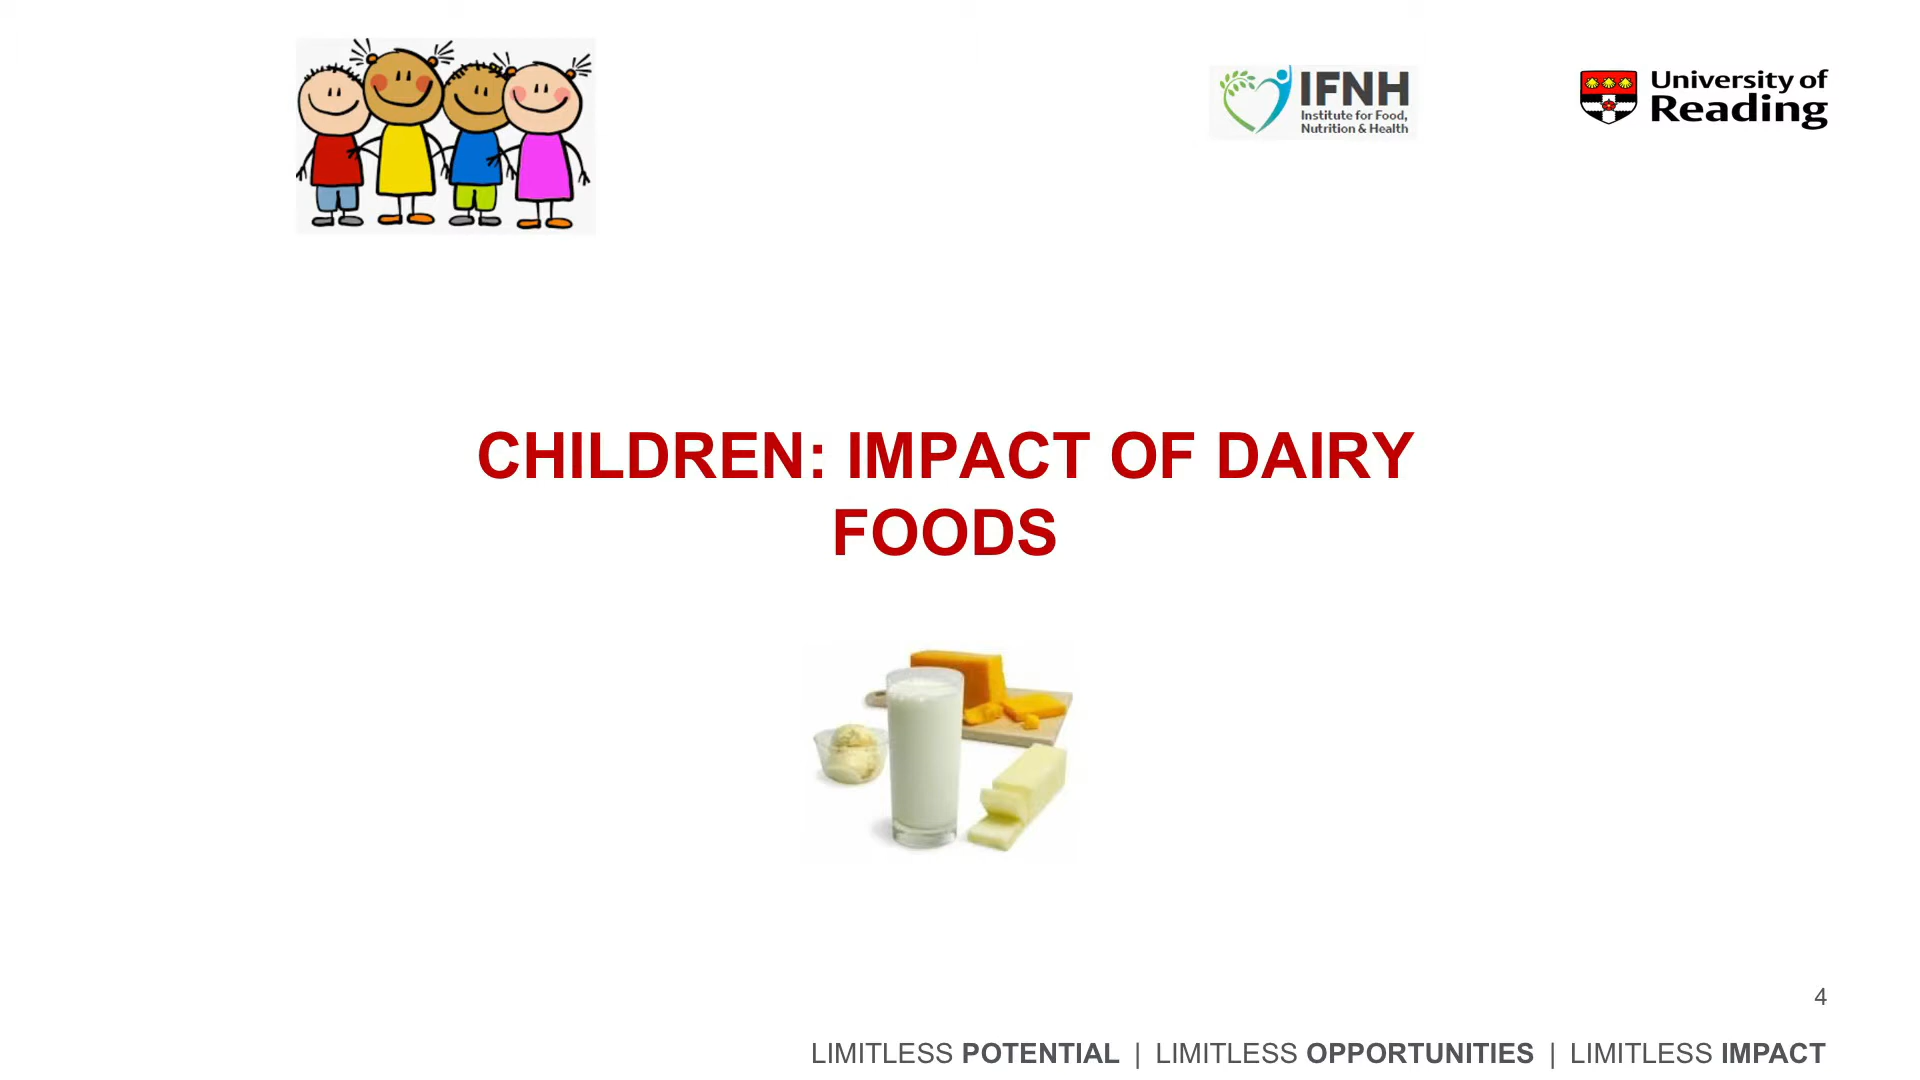 IFNH
Institute for Food,
Nutrition & Health
University of
Reading
CHILDREN: IMPACT OF DAIRY
FOODS
4
LIMITLESS POTENTIAL | LIMITLESS OPPORTUNITIES | LIMITLESS IMPACT